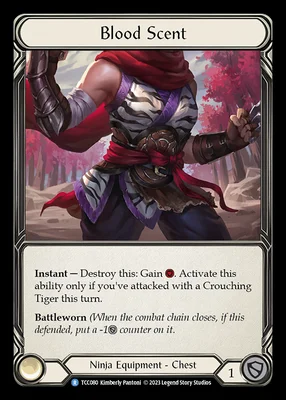 Blood Scent
Instant — Destroy this: Gain . Activate this
ability only if you've attacked with a Crouching
Tiger this turn.
Battleworn (When the combat chain closes, if this
defended, put a -1 counter on it.
Ninja Equipment - Chest
1
R TCC080 Kimberly Pantoni © 2023 Legend Story Studios